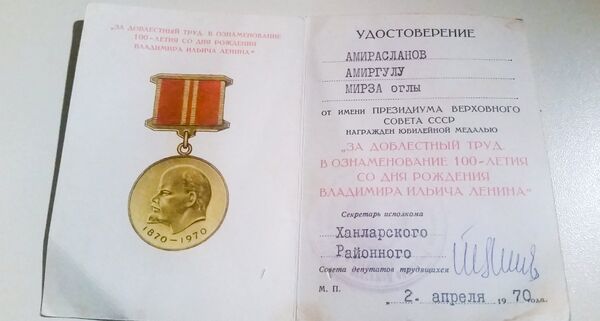 „ЗА ДОБЛЕСТНЫЙ ТРУД. В ОЗНАМЕНОВАНИЕ
100-ЛЕТИЯ СО ДНЯ РОЖДЕНИЯ
ВЛАДИМИРА ИЛЬИЧА ЛЕНИНА“
1870-1970
УДОСТОВЕРЕНИЕ
АМИРАСЛАНОВ
АМИРГУЛУ
МИРЗА оглы
ОТ ИМЕНИ ПРЕЗИДИУМА ВЕРХОВНОГО
СОВЕТА СССР
НАГРАЖДЕН ЮБИЛЕЙНОЙ МЕДАЛЬЮ
„ЗА ДОБЛЕСТНЫЙ ТРУД.
В ОЗНАМЕНОВАНИЕ 100-ЛЕТИЯ
СО ДНЯ РОЖДЕНИЯ
ВЛАДИМИРА ИЛЬИЧА ЛЕНИНА“
Секретарь исполкома
Ханларского
Районного
Совета депутатов трудящихся
М. П.
„2. апреля 1970г.